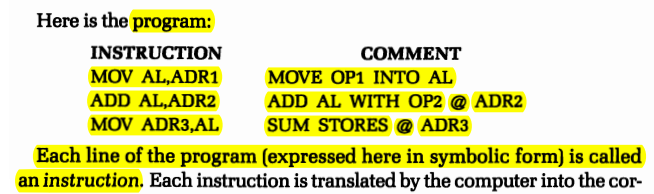 Here is the program:
INSTRUCTION COMMENT
MOV AL,ADR1 MOVE OP1 INTO AL
ADD AL,ADR2 ADD AL WITH OP2 @ ADR2
MOV ADR3,AL SUM STORES @ ADR3
Each line of the program (expressed here in symbolic form) is called
an instruction. Each instruction is translated by the computer into the cor-